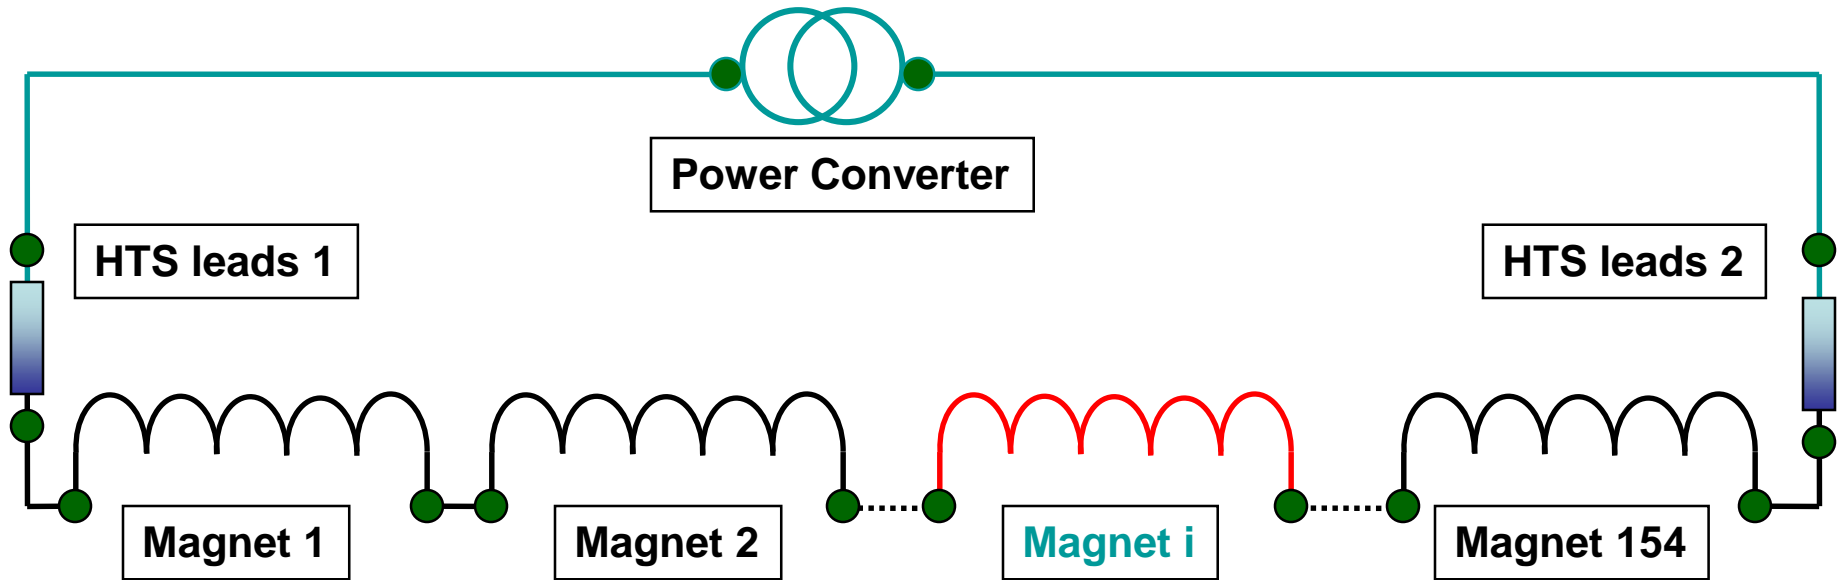 Power Converter
HTS leads 1
HTS leads 2
Magnet 1
Magnet 2
Magnet i
Magnet 154